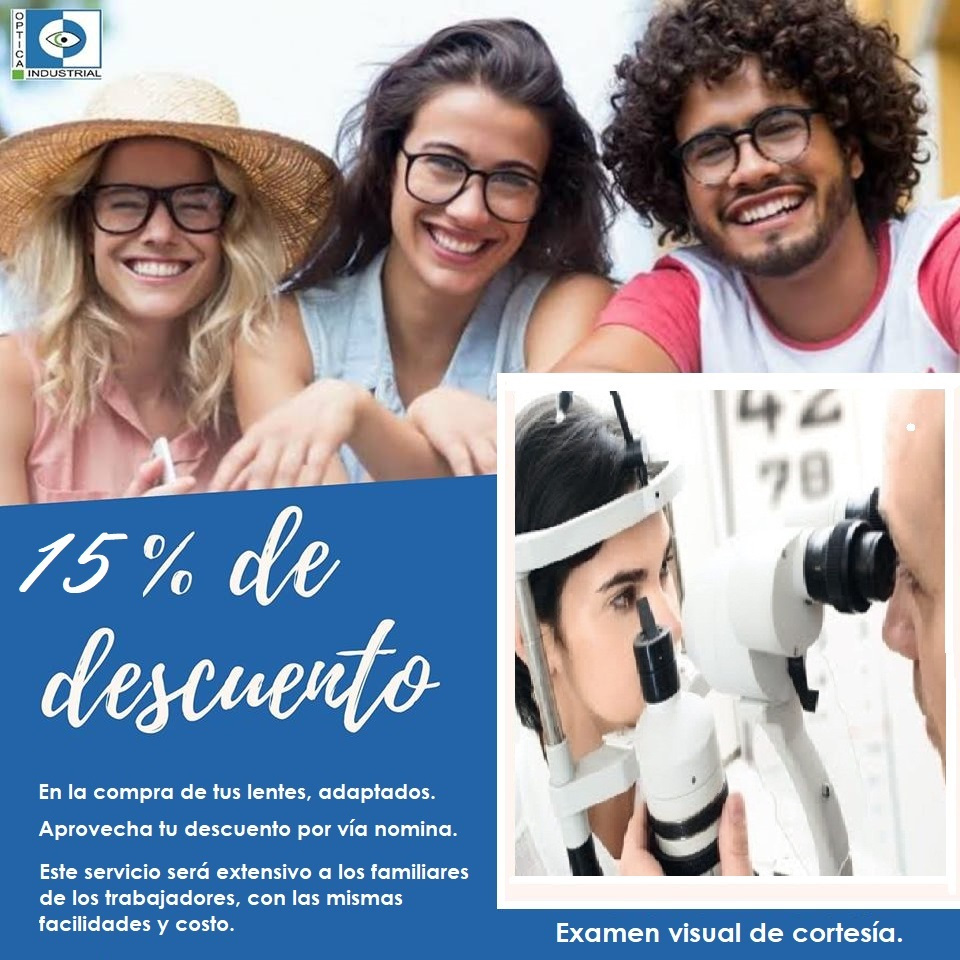 OPTICA
INDUSTRIAL
42
78
15% de
descuento
En la compra de tus lentes, adaptados.
Aprovecha tu descuento por vía nomina.
Este servicio será extensivo a los familiares
de los trabajadores, con las mismas
facilidades y costo.
Examen visual de cortesía.